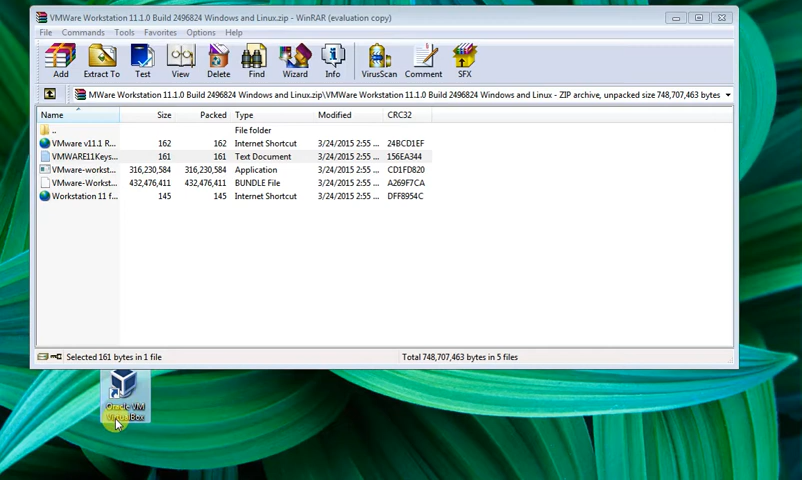 VMWare Workstation 11.1.0 Build 2496824 Windows and Linux.zip - WinRAR (evaluation copy)
File Commands Tools Favorites Options Help
Add Extract To Test View Delete Find Wizard Info VirusScan Comment SFX
MWare Workstation 11.1.0 Build 2496824 Windows and Linux.zip\VMWare Workstation 11.1.0 Build 2496824 Windows and Linux - ZIP archive, unpacked size 748,707,463 bytes
Name Size Packed Type Modified CRC32
.. File folder
VMware v11.1 R... 162 162 Internet Shortcut 3/24/2015 2:55 ... 24BCD1EF
VMWARE11Keys... 161 161 Text Document 3/24/2015 2:55 ... 156EA344
VMware-workst... 316,230,584 316,230,584 Application 3/24/2015 2:55 ... CD1FD820
VMware-Workst... 432,476,411 432,476,411 BUNDLE File 3/24/2015 2:55 ... A269F7CA
Workstation 11 f... 145 145 Internet Shortcut 3/24/2015 2:55 ... DFF8954C
Selected 161 bytes in 1 file Total 748,707,463 bytes in 5 files
Oracle VM
VirtualBox